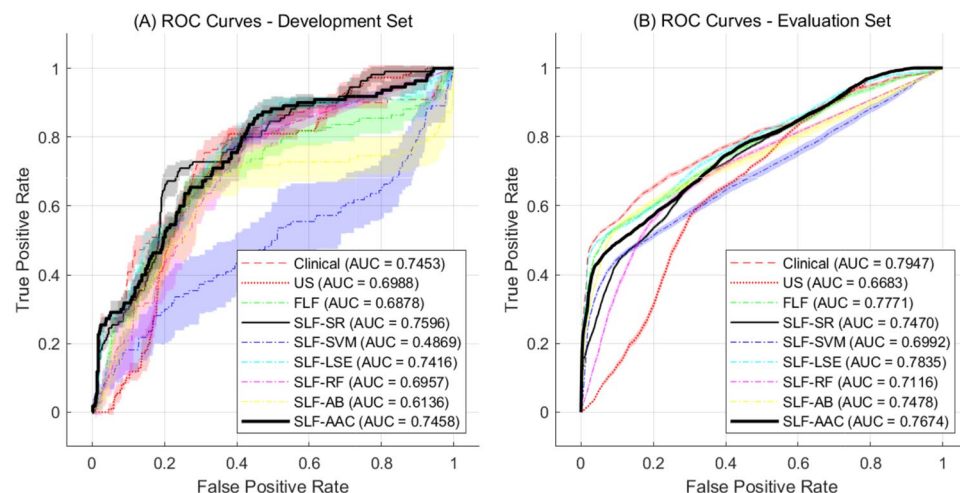 (A) ROC Curves - Development Set
True Positive Rate
1
0.8
0.6
0.4
0.2
0
Clinical (AUC = 0.7453)
US (AUC = 0.6988)
FLF (AUC = 0.6878)
SLF-SR (AUC = 0.7596)
SLF-SVM (AUC = 0.4869)
SLF-LSE (AUC = 0.7416)
SLF-RF (AUC = 0.6957)
SLF-AB (AUC = 0.6136)
SLF-AAC (AUC = 0.7458)
0 0.2 0.4 0.6 0.8 1
False Positive Rate
(B) ROC Curves - Evaluation Set
True Positive Rate
1
0.8
0.6
0.4
0.2
0
Clinical (AUC = 0.7947)
US (AUC = 0.6683)
FLF (AUC = 0.7771)
SLF-SR (AUC = 0.7470)
SLF-SVM (AUC = 0.6992)
SLF-LSE (AUC = 0.7835)
SLF-RF (AUC = 0.7116)
SLF-AB (AUC = 0.7478)
SLF-AAC (AUC = 0.7674)
0 0.2 0.4 0.6 0.8 1
False Positive Rate